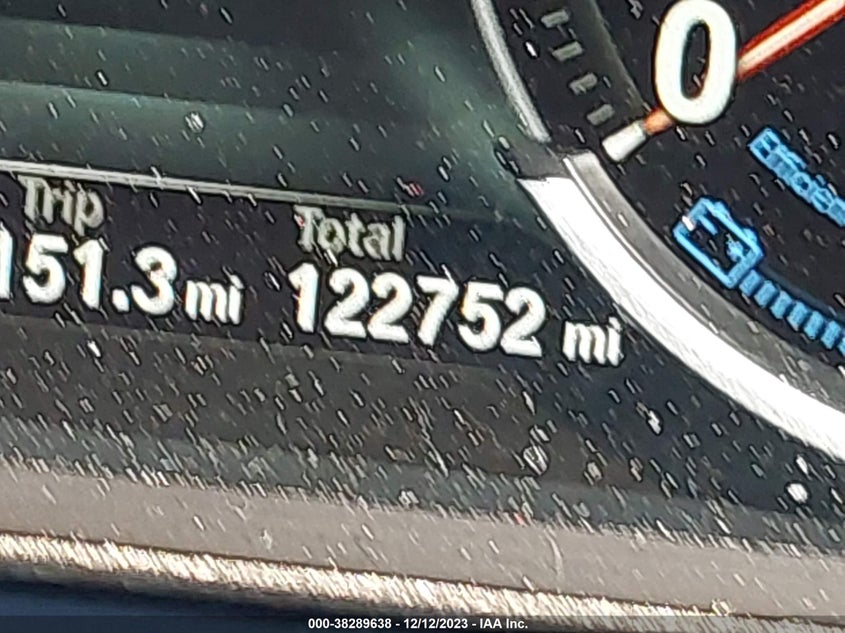 0
Trip
Total
151.3 mi
122752 mi
000-38289638 - 12/12/2023 - IAA Inc.